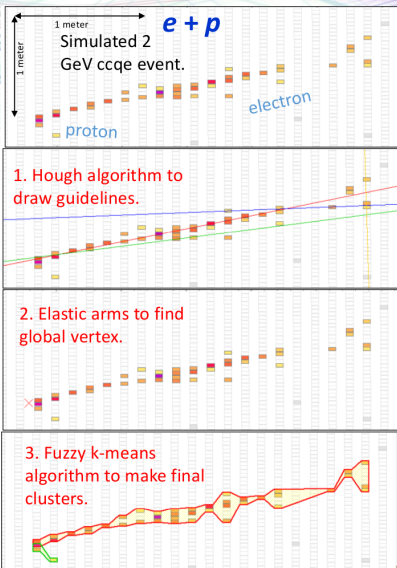 1 meter
e + p
1 meter
Simulated 2
GeV ccqe event.
electron
proton
1. Hough algorithm to
draw guidelines.
2. Elastic arms to find
global vertex.
3. Fuzzy k-means
algorithm to make final
clusters.